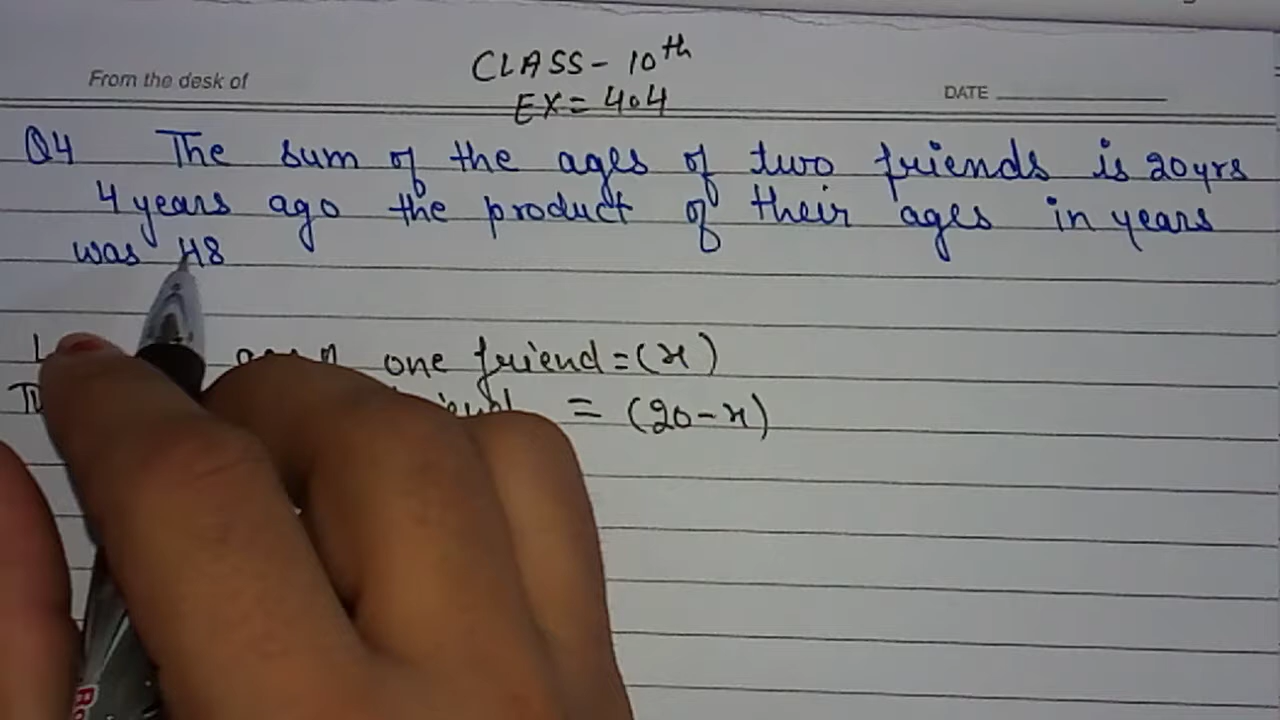 CLASS - 10th
From the desk of
DATE
EX = 4.4
Q4 The sum of the ages of two friends is 20yrs
4 years ago the product of their ages in years
was 48
one friend = (x)
= (20-x)